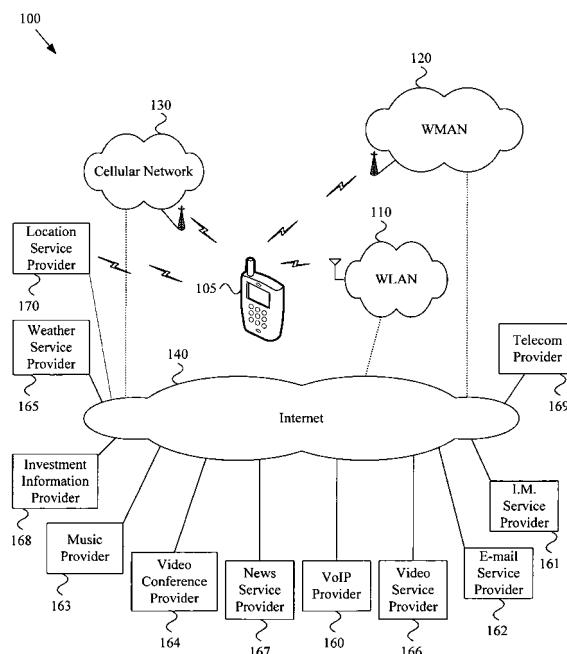 100
120
130
WMAN
Cellular Network
110
Location
Service
Provider
105
WLAN
170
Weather
Service
Provider
Telecom
Provider
140
165
169
Internet
Investment
Information
Provider
I.M.
Service
Provider
168
Music
Provider
Video
Conference
Provider
News
Service
Provider
VoIP
Provider
Video
Service
Provider
E-mail
Service
Provider
161
163
164
167
160
166
162